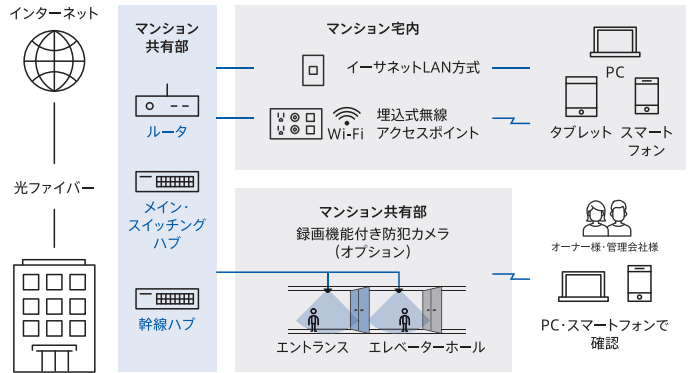 インターネット
光ファイバー
マンション
共有部
ルータ
メイン・
スイッチング
ハブ
幹線ハブ
マンション宅内
イーサネットLAN方式
Wi-Fi
埋込式無線
アクセスポイント
PC
タブレット
スマート
フォン
マンション共有部
録画機能付き防犯カメラ
(オプション)
エントランス
エレベーターホール
オーナー様・管理会社様
PC・スマートフォンで
確認